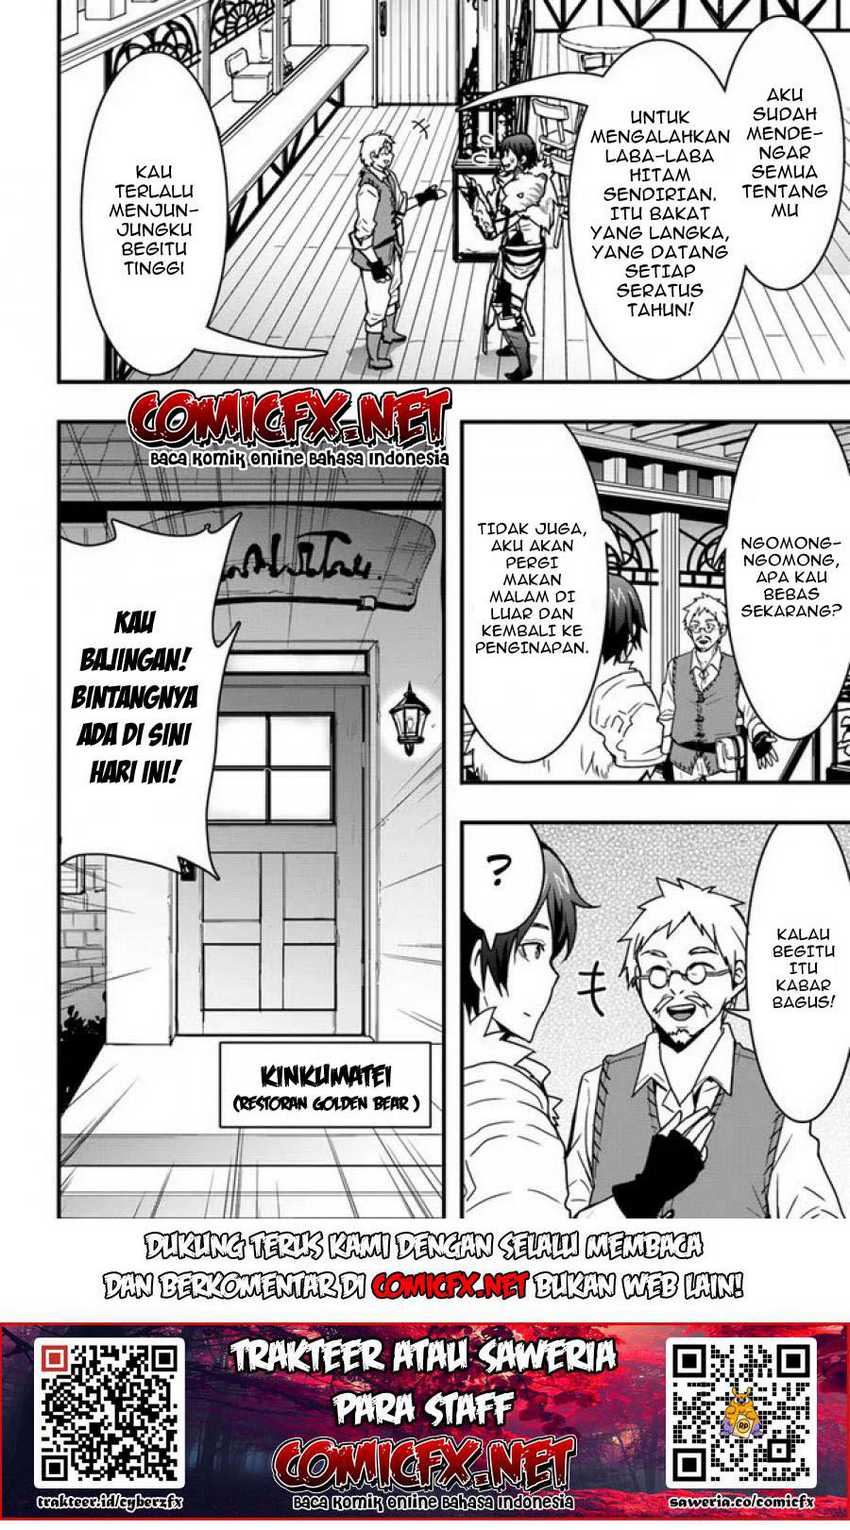 AKU
SUDAH
MENDE-
NGAR
SEMUA
TENTANG
MU
UNTUK
MENGALAHKAN
LABA-LABA
HITAM
SENDIRIAN.
ITU BAKAT
YANG LANGKA,
YANG DATANG
SETIAP
SERATUS
TAHUN!
KAU
TERLALU
MENJUN-
JUNGKU
BEGITU
TINGGI
COMICFX.NET
Baca Komik Online Bahasa Indonesia
NGOMONG-
NGOMONG,
APA KAU
BEBAS
SEKARANG?
TIDAK JUGA,
AKU AKAN
PERGI
MAKAN
MALAM DI
LUAR DAN
KEMBALI KE
PENGINAPAN.
?
KALAU
BEGITU
ITU
KABAR
BAGUS!
KAU
BAJINGAN!
BINTANGNYA
ADA DI SINI
HARI INI!
KINKUMATEI
(RESTORAN GOLDEN BEAR )
DUKUNG TERUS KAMI DENGAN SELALU MEMBACA
DAN BERKOMENTAR DI COMICFX.NET BUKAN WEB LAIN!
TRAKTEER ATAU SAWERIA
PARA STAFF
COMICFX.NET
Baca Komik Online Bahasa Indonesia
trakteer.id/cyberzfx
RP
saweria.co/comicfx